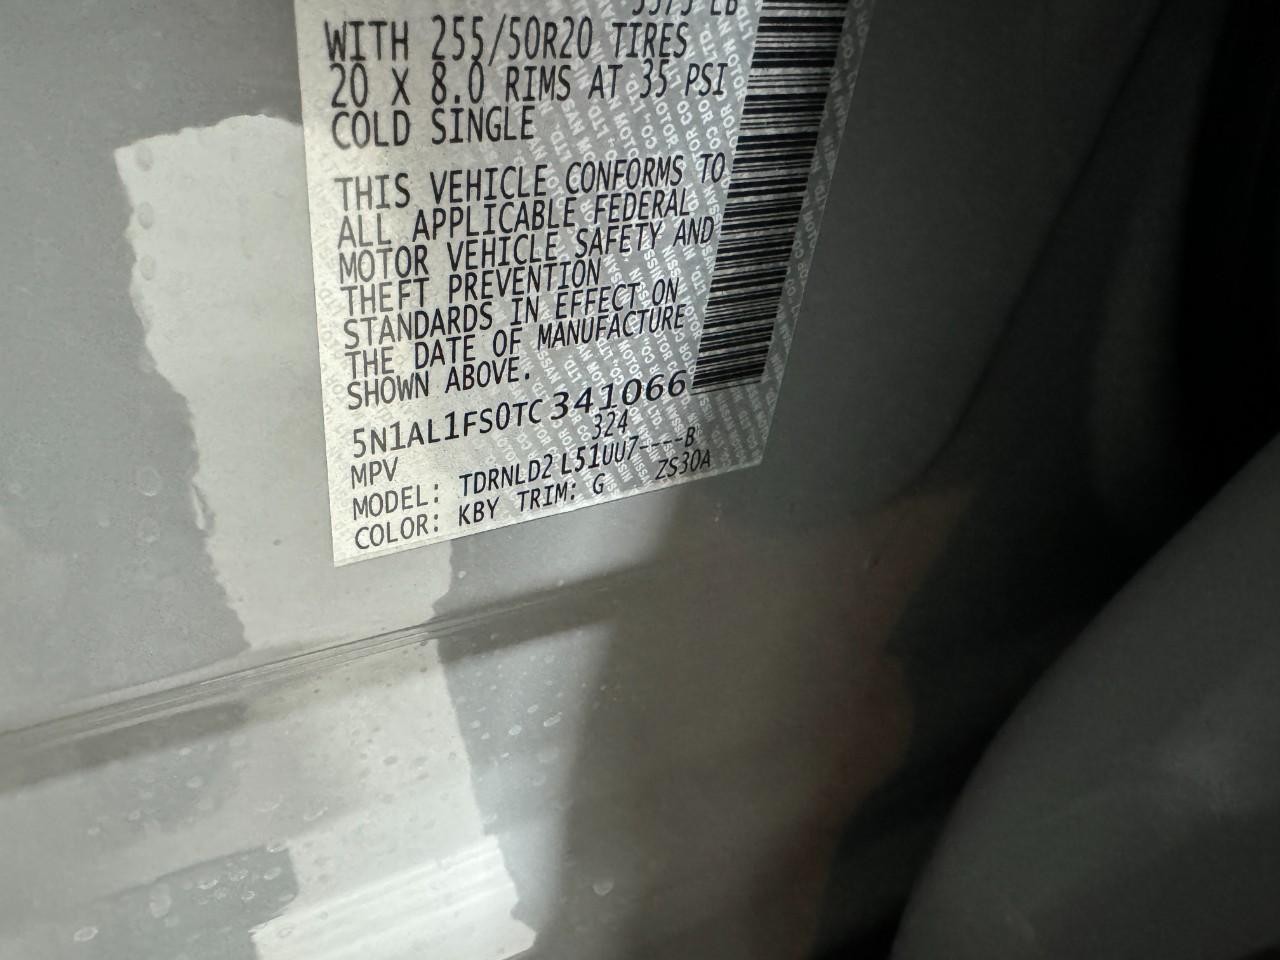 WITH 255/50R20 TIRES
20 X 8.0 RIMS AT 35 PSI
COLD SINGLE
THIS VEHICLE CONFORMS TO
ALL APPLICABLE FEDERAL
MOTOR VEHICLE SAFETY AND
THEFT PREVENTION
STANDARDS IN EFFECT ON
THE DATE OF MANUFACTURE
SHOWN ABOVE.
5N1AL1FS0TC341066
MPV 324
MODEL: TDRNLD2 L51UU7----B
COLOR: KBY TRIM: G ZS30A